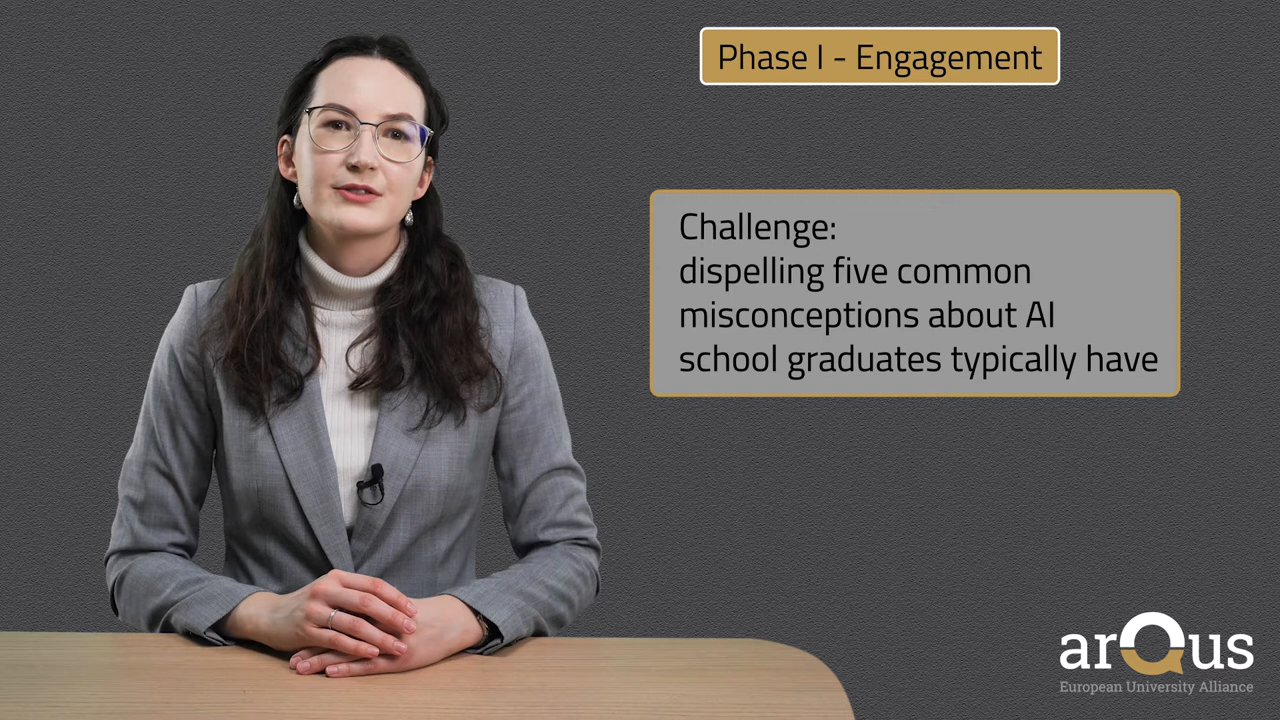 Phase I - Engagement
Challenge:
dispelling five common
misconceptions about AI
school graduates typically have
arQus
European University Alliance